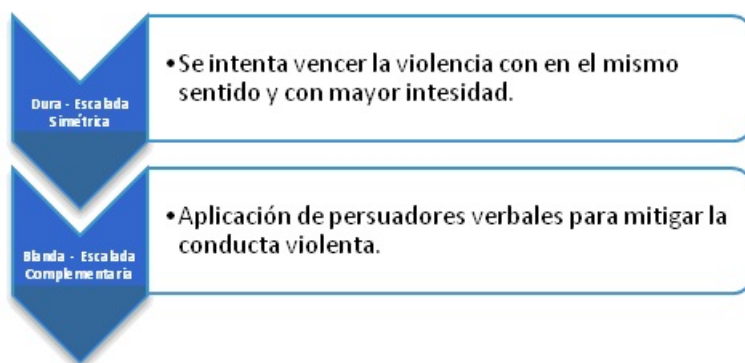 Dura - Escalada
Simétrica
•Se intenta vencer la violencia con en el mismo
sentido y con mayor intesidad.
Blanda - Escalada
Complementaria
•Aplicación de persuadores verbales para mitigar la
conducta violenta.